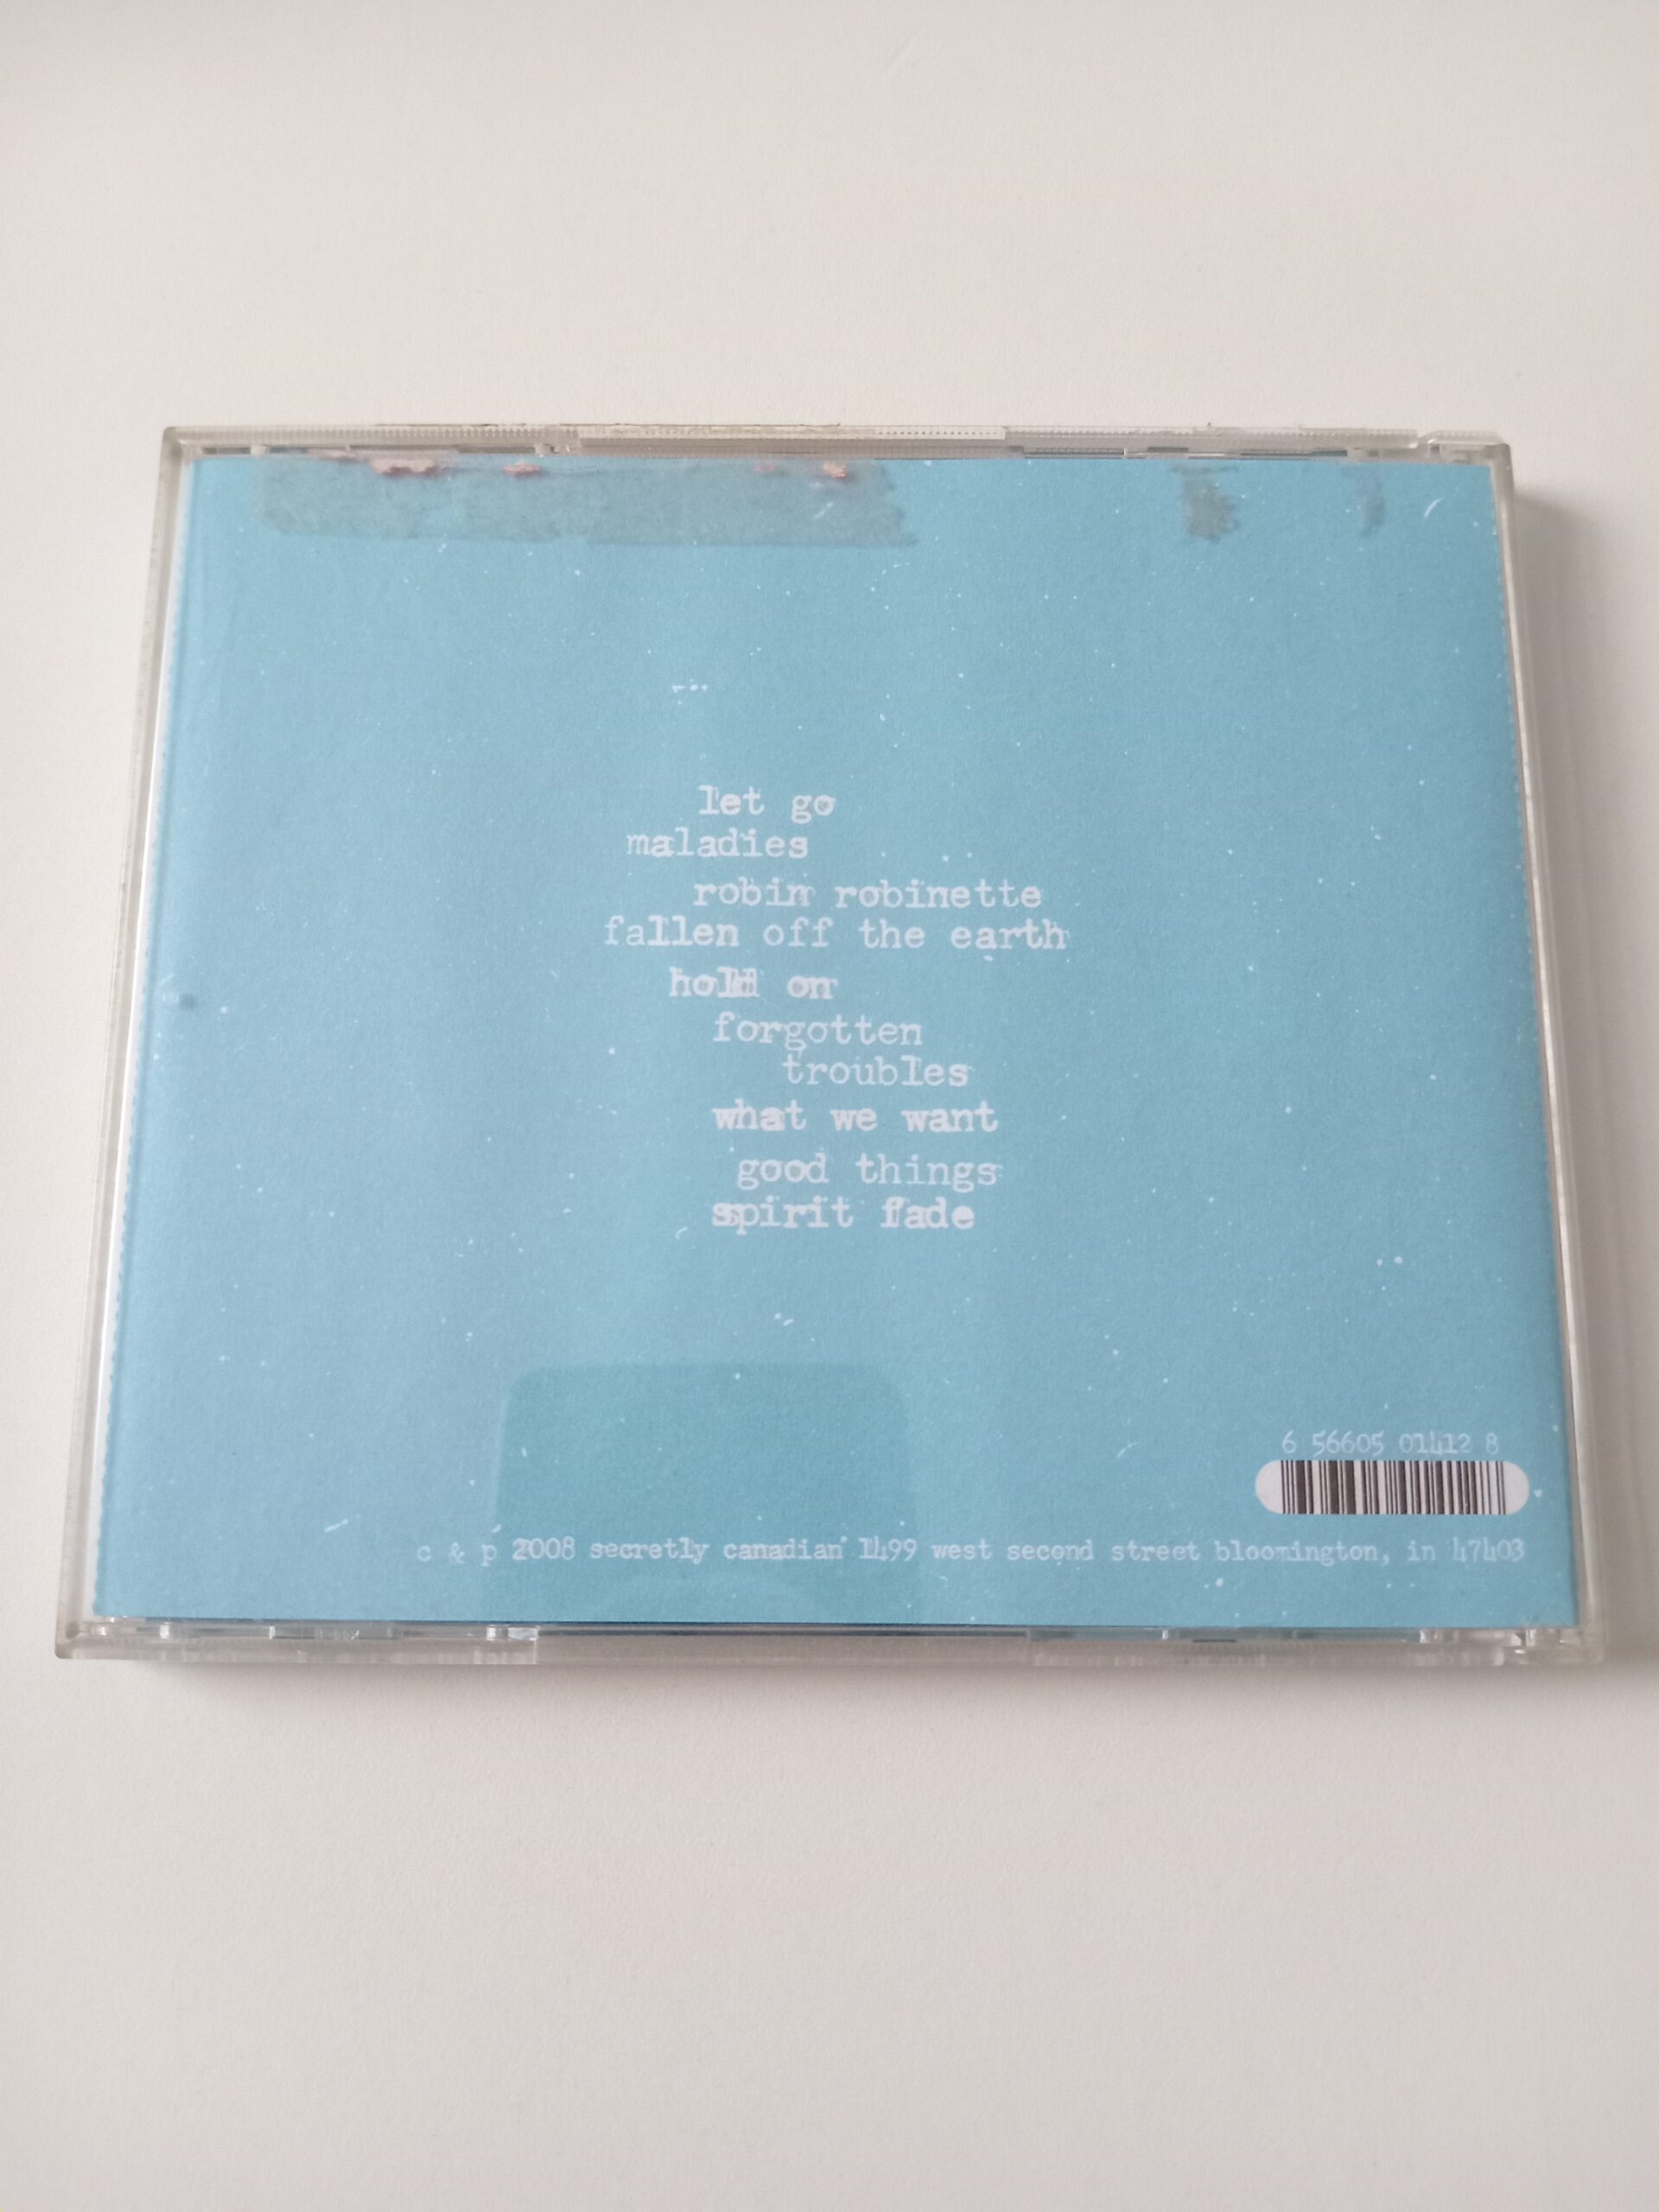 let go
maladies
robin robinette
fallen off the earth
hold on
forgotten
troubles
what we want
good things
spirit fade
6 56605 01412 8
c & p 2008 secretly canadian 1499 west second street bloomington, in 47403